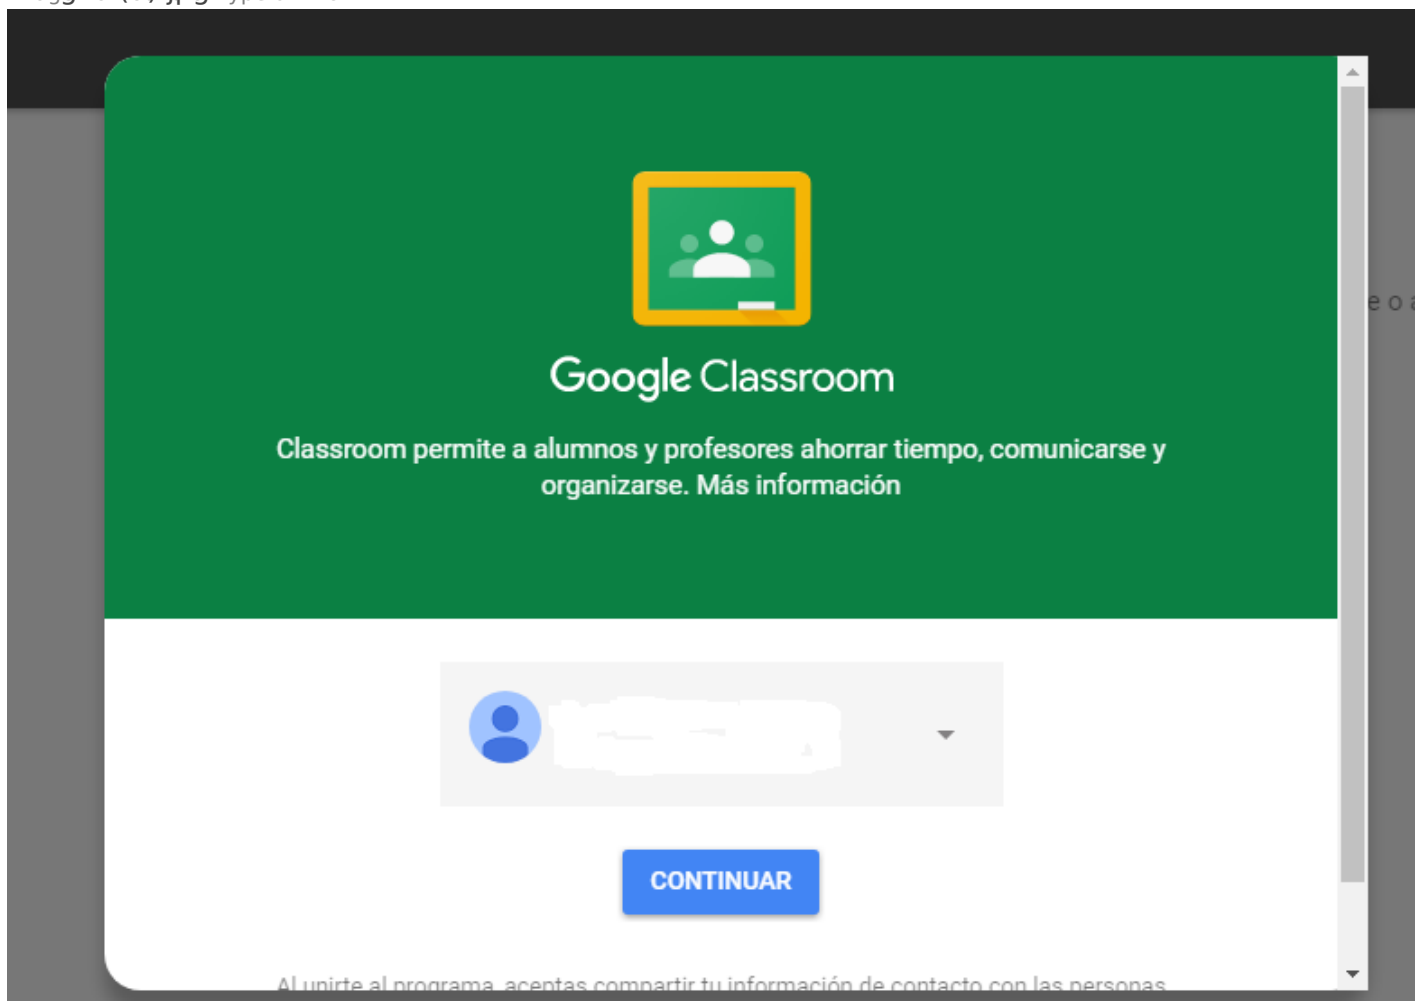 Google Classroom
Classroom permite a alumnos y profesores ahorrar tiempo, comunicarse y
organizarse. Más información
e o a
CONTINUAR
Al unirte al programa, aceptas compartir tu información de contacto con las personas